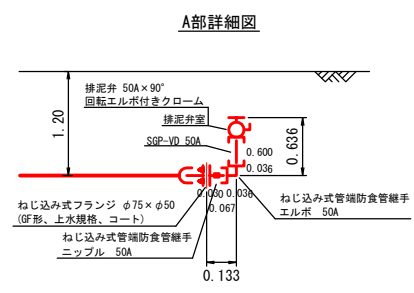 A部詳細図
排泥弁 50A×90°
回転エルボ付きクローム
排泥弁室
SGP-VD 50A
1.20
0.600
0.036
0.636
0.030 0.036
0.067
ねじ込み式フランジ φ75×φ50
(GF形、上水規格、コート)
ねじ込み式管端防食管継手
エルボ 50A
ねじ込み式管端防食管継手
ニップル 50A
0.133